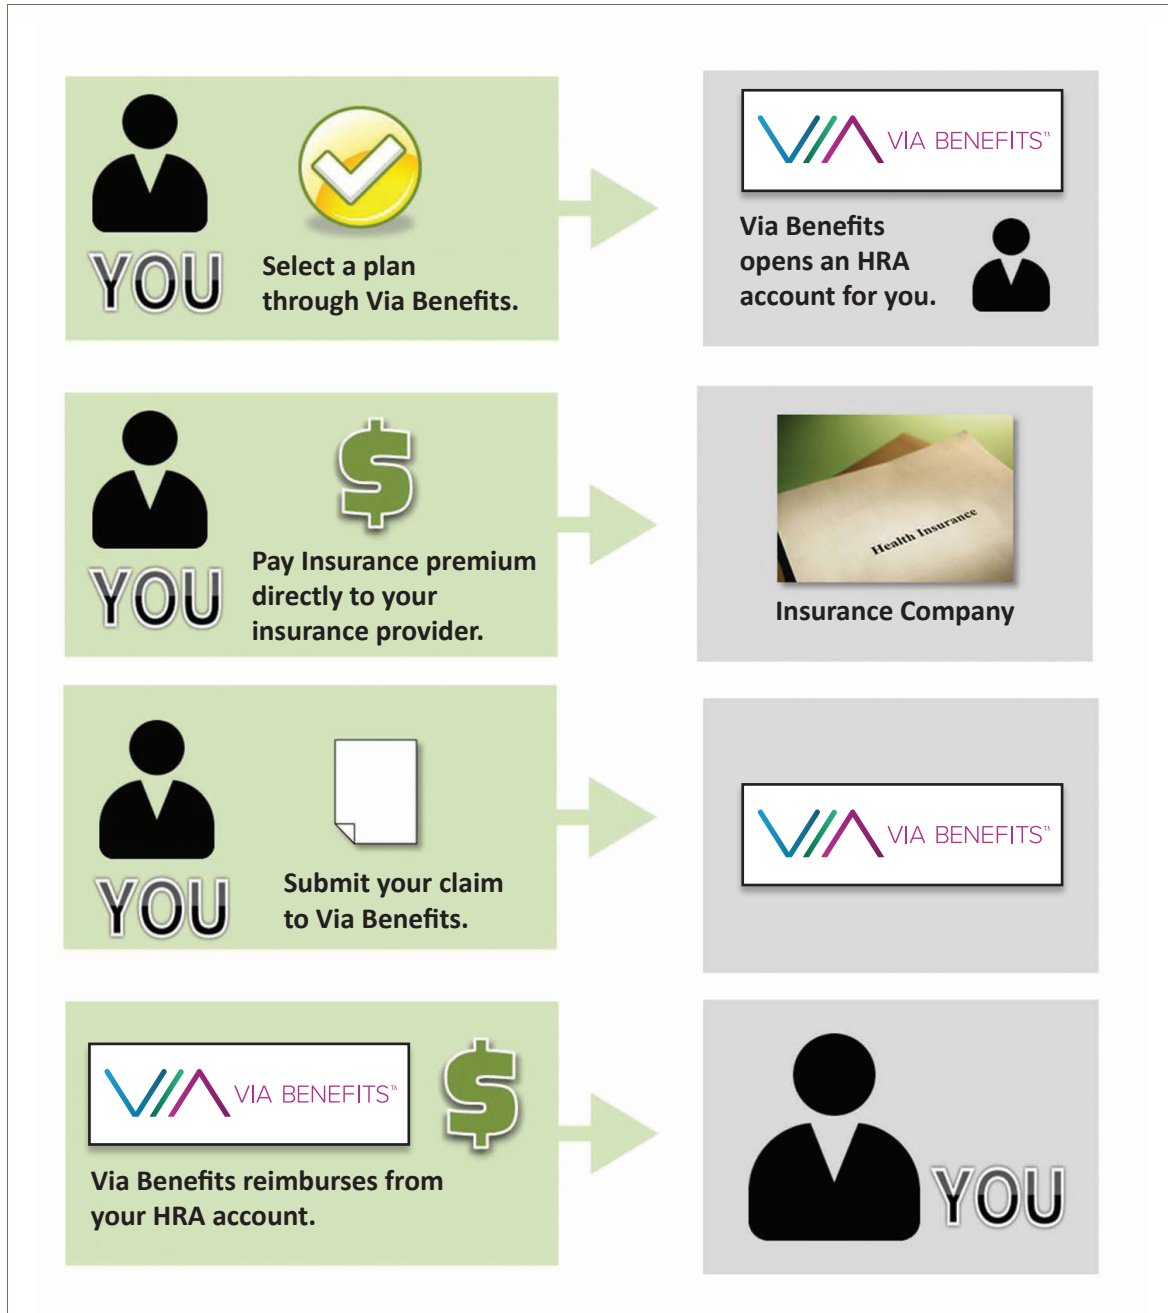 YOU
Select a plan
through Via Benefits.
VIA BENEFITS™
Via Benefits
opens an HRA
account for you.
YOU
Pay Insurance premium
directly to your
insurance provider.
Health Insurance
Insurance Company
YOU
Submit your claim
to Via Benefits.
VIA BENEFITS™
VIA BENEFITS™
Via Benefits reimburses from
your HRA account.
YOU